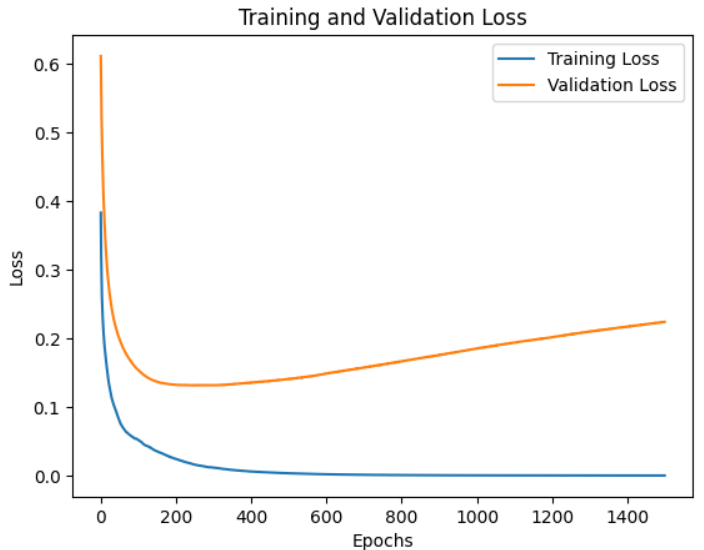 Training and Validation Loss
Training Loss
Validation Loss
Loss
0.6
0.5
0.4
0.3
0.2
0.1
0.0
0 200 400 600 800 1000 1200 1400
Epochs